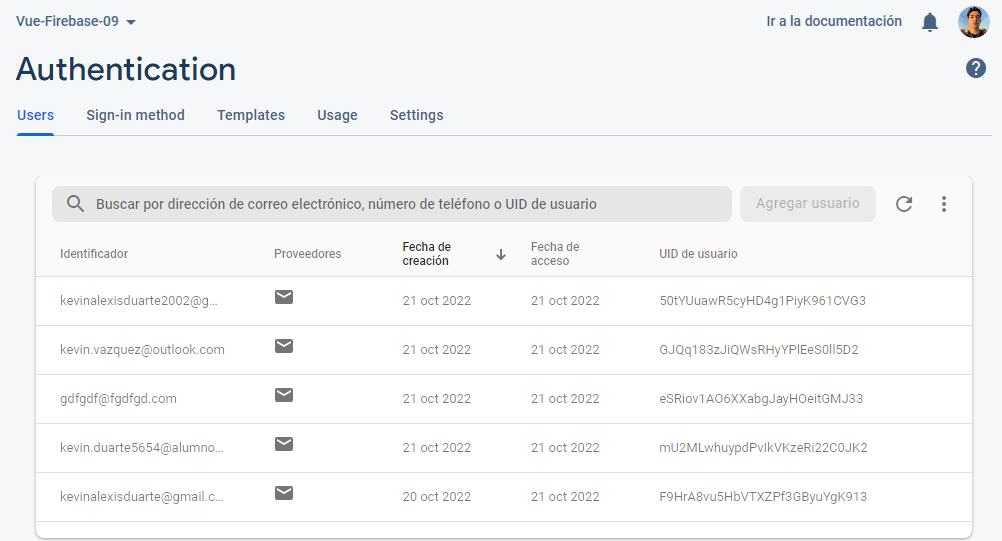 Vue-Firebase-09
Ir a la documentación
Authentication
Users Sign-in method Templates Usage Settings
Buscar por dirección de correo electrónico, número de teléfono o UID de usuario
Agregar usuario
Identificador Proveedores Fecha de creación Fecha de acceso UID de usuario
kevinalexisduarte2002@g... 21 oct 2022 21 oct 2022 50tYUuawR5cyHD4g1PiyK961CVG3
kevin.vazquez@outlook.com 21 oct 2022 21 oct 2022 GJQq183zJiQWsRHyYPlEeS0ll5D2
gdfgdf@fgdfgd.com 21 oct 2022 21 oct 2022 eSRiov1AO6XXabgJayHOeitGMJ33
kevin.duarte5654@alumno... 21 oct 2022 21 oct 2022 mU2MLwhuypdPvIkVKzeRi22C0JK2
kevinalexisduarte@gmail.c... 20 oct 2022 21 oct 2022 F9HrA8vu5HbVTXZPf3GByuYgK913